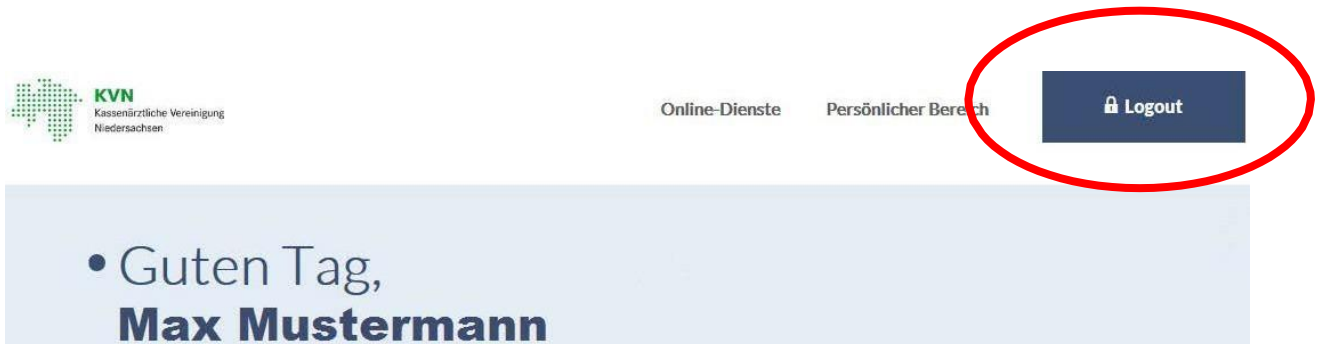 KVN
Kassenärztliche Vereinigung
Niedersachsen
Online-Dienste
Persönlicher Bereich
Logout
• Guten Tag,
Max Mustermann